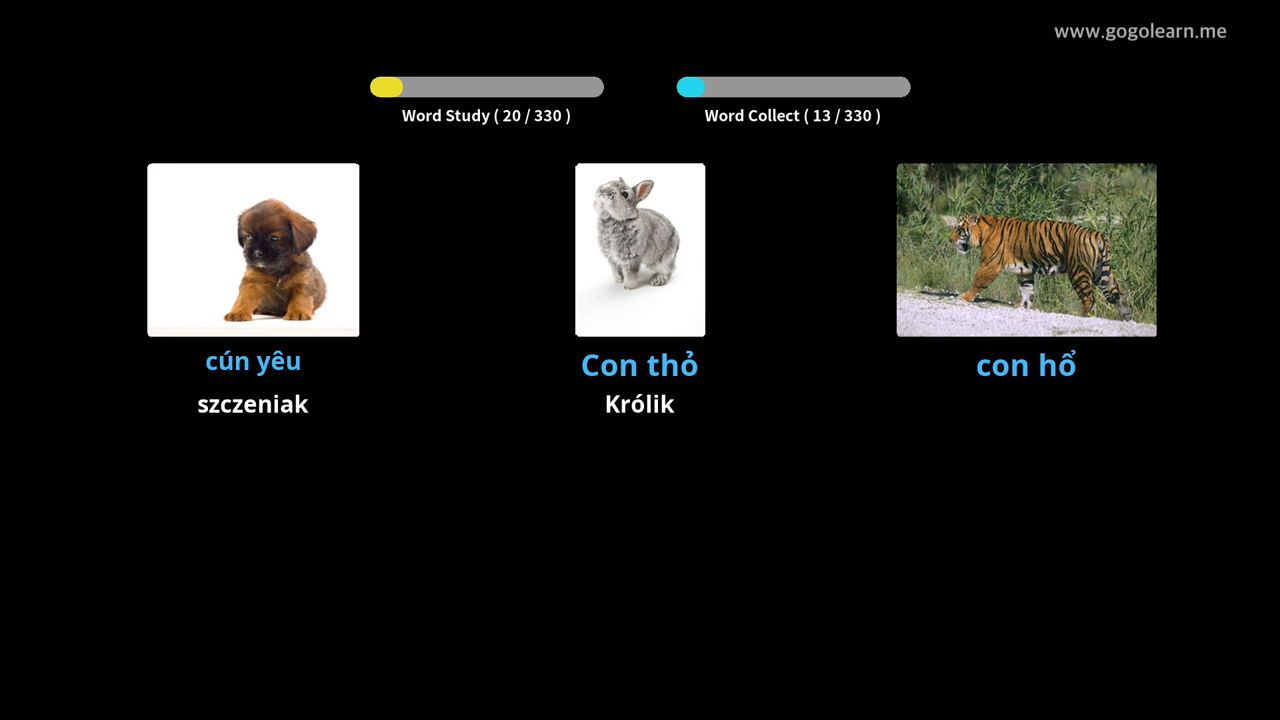 www.gogolearn.me
Word Study ( 20 / 330 )
Word Collect ( 13 / 330 )
cún yêu
Con thỏ
con hổ
szczeniak
Królik